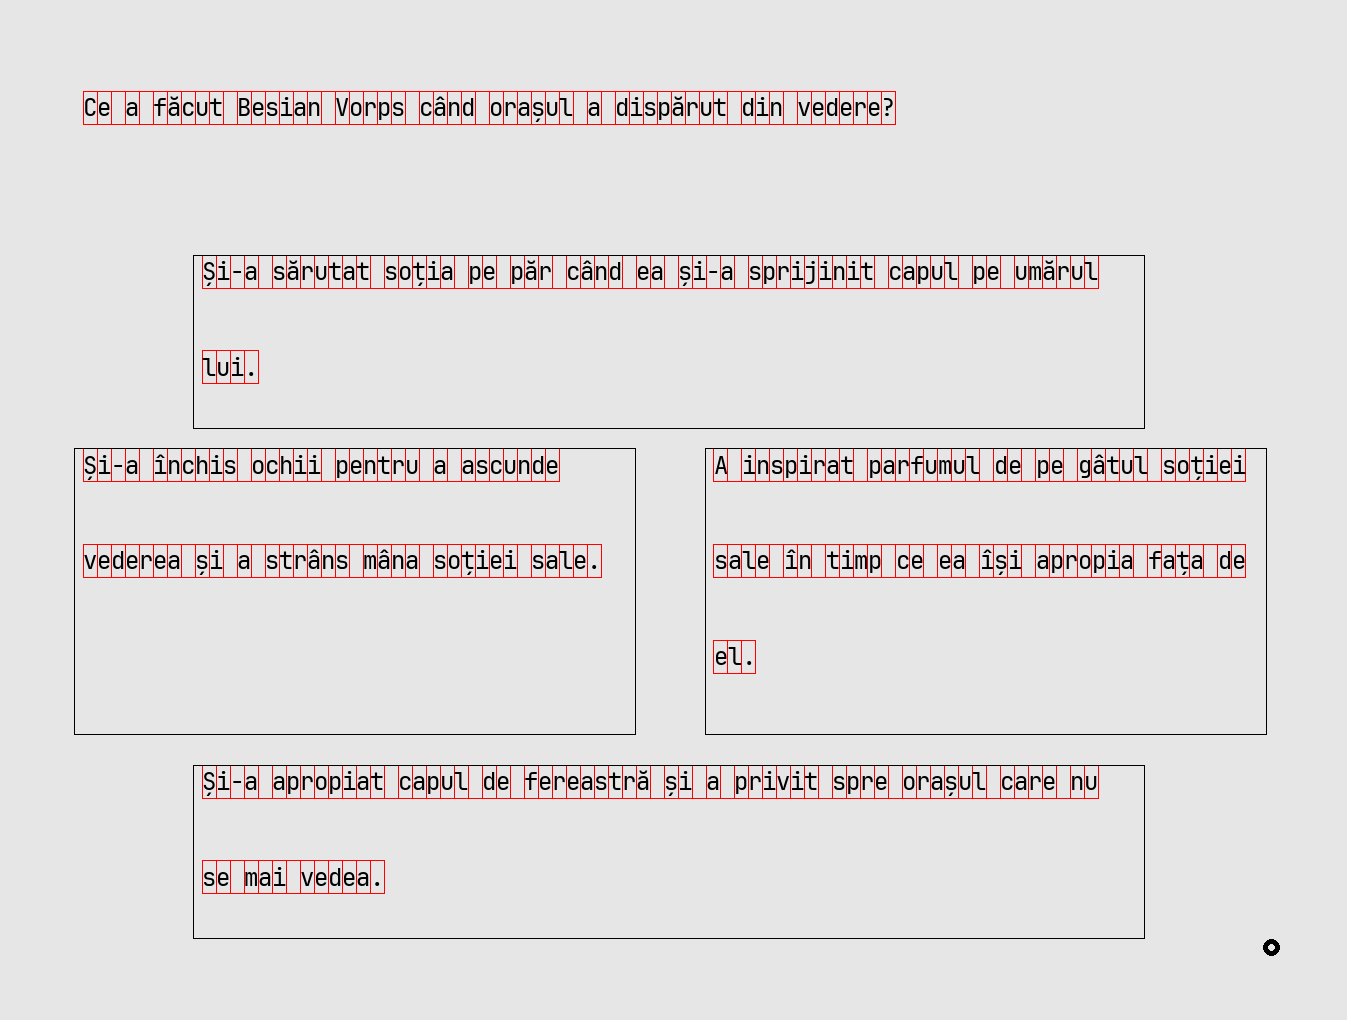 Ce a făcut Besian Vorps când orașul a dispărut din vedere?
Și-a sărutat soția pe păr când ea și-a sprijinit capul pe umărul
lui.
Și-a închis ochii pentru a ascunde
vederea și a strâns mâna soției sale.
A inspirat parfumul de pe gâtul soției
sale în timp ce ea își apropia fața de
el.
Și-a apropiat capul de fereastră și a privit spre orașul care nu
se mai vedea.